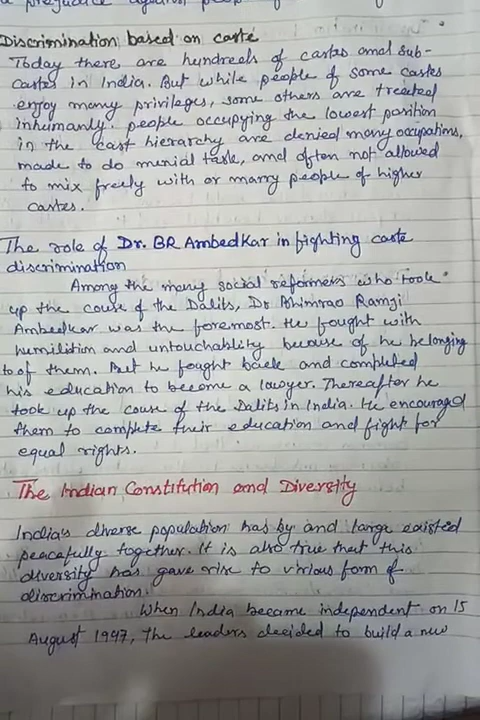 prejudice against
Discrimination based on caste
Today there are hundreals of castes amd sub-
castes in India. But while people of some castes
enjoy many privileges, some others are treated
inhumanly. people occupying the lowest position
in the cast hierarchy are denied many occupations,
made to do menial task, and often not allowed
to mix freely with or marry people of higher
castes.
The role of Dr. BR Ambedkar in fighting caste
discrimination
Among the many social reformers who took
up the couse of the Dalits, Dr Bhimrao Ramji
Ambedkar was the foremost. He fought with
humilition and untouchablity because of he belonging
to of them. But he fought back and completed
his education to become a lawyer. Thereafter he
took up the couse of the Dalits in India. He encouraged
them to complete their education and fight for
equal rights.
The Indian Constitution and Diversity
India's diverse population has by and large existed
peacefully together. It is also true that this
diversity has gave rise to virious form of
discrimination.
When India became independent on 15
August 1947, The leaders decided to build a new